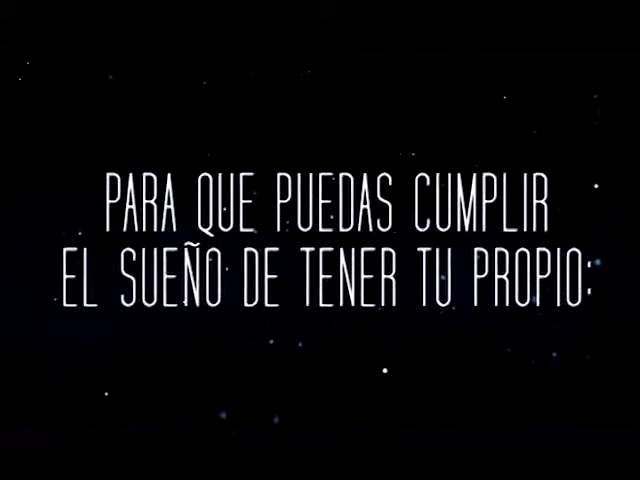 PARA QUE PUEDAS CUMPLIR
EL SUEÑO DE TENER TU PROPIO: